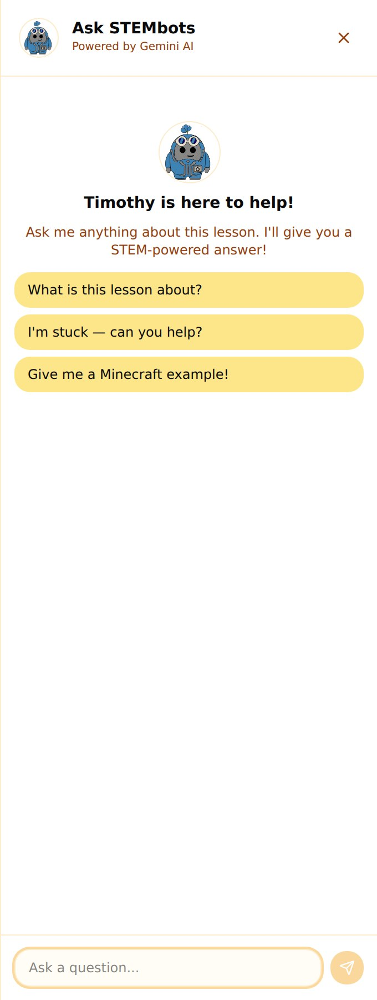 Ask STEMbots
Powered by Gemini AI
Timothy is here to help!
Ask me anything about this lesson. I'll give you a
STEM-powered answer!
What is this lesson about?
I'm stuck — can you help?
Give me a Minecraft example!
Ask a question...